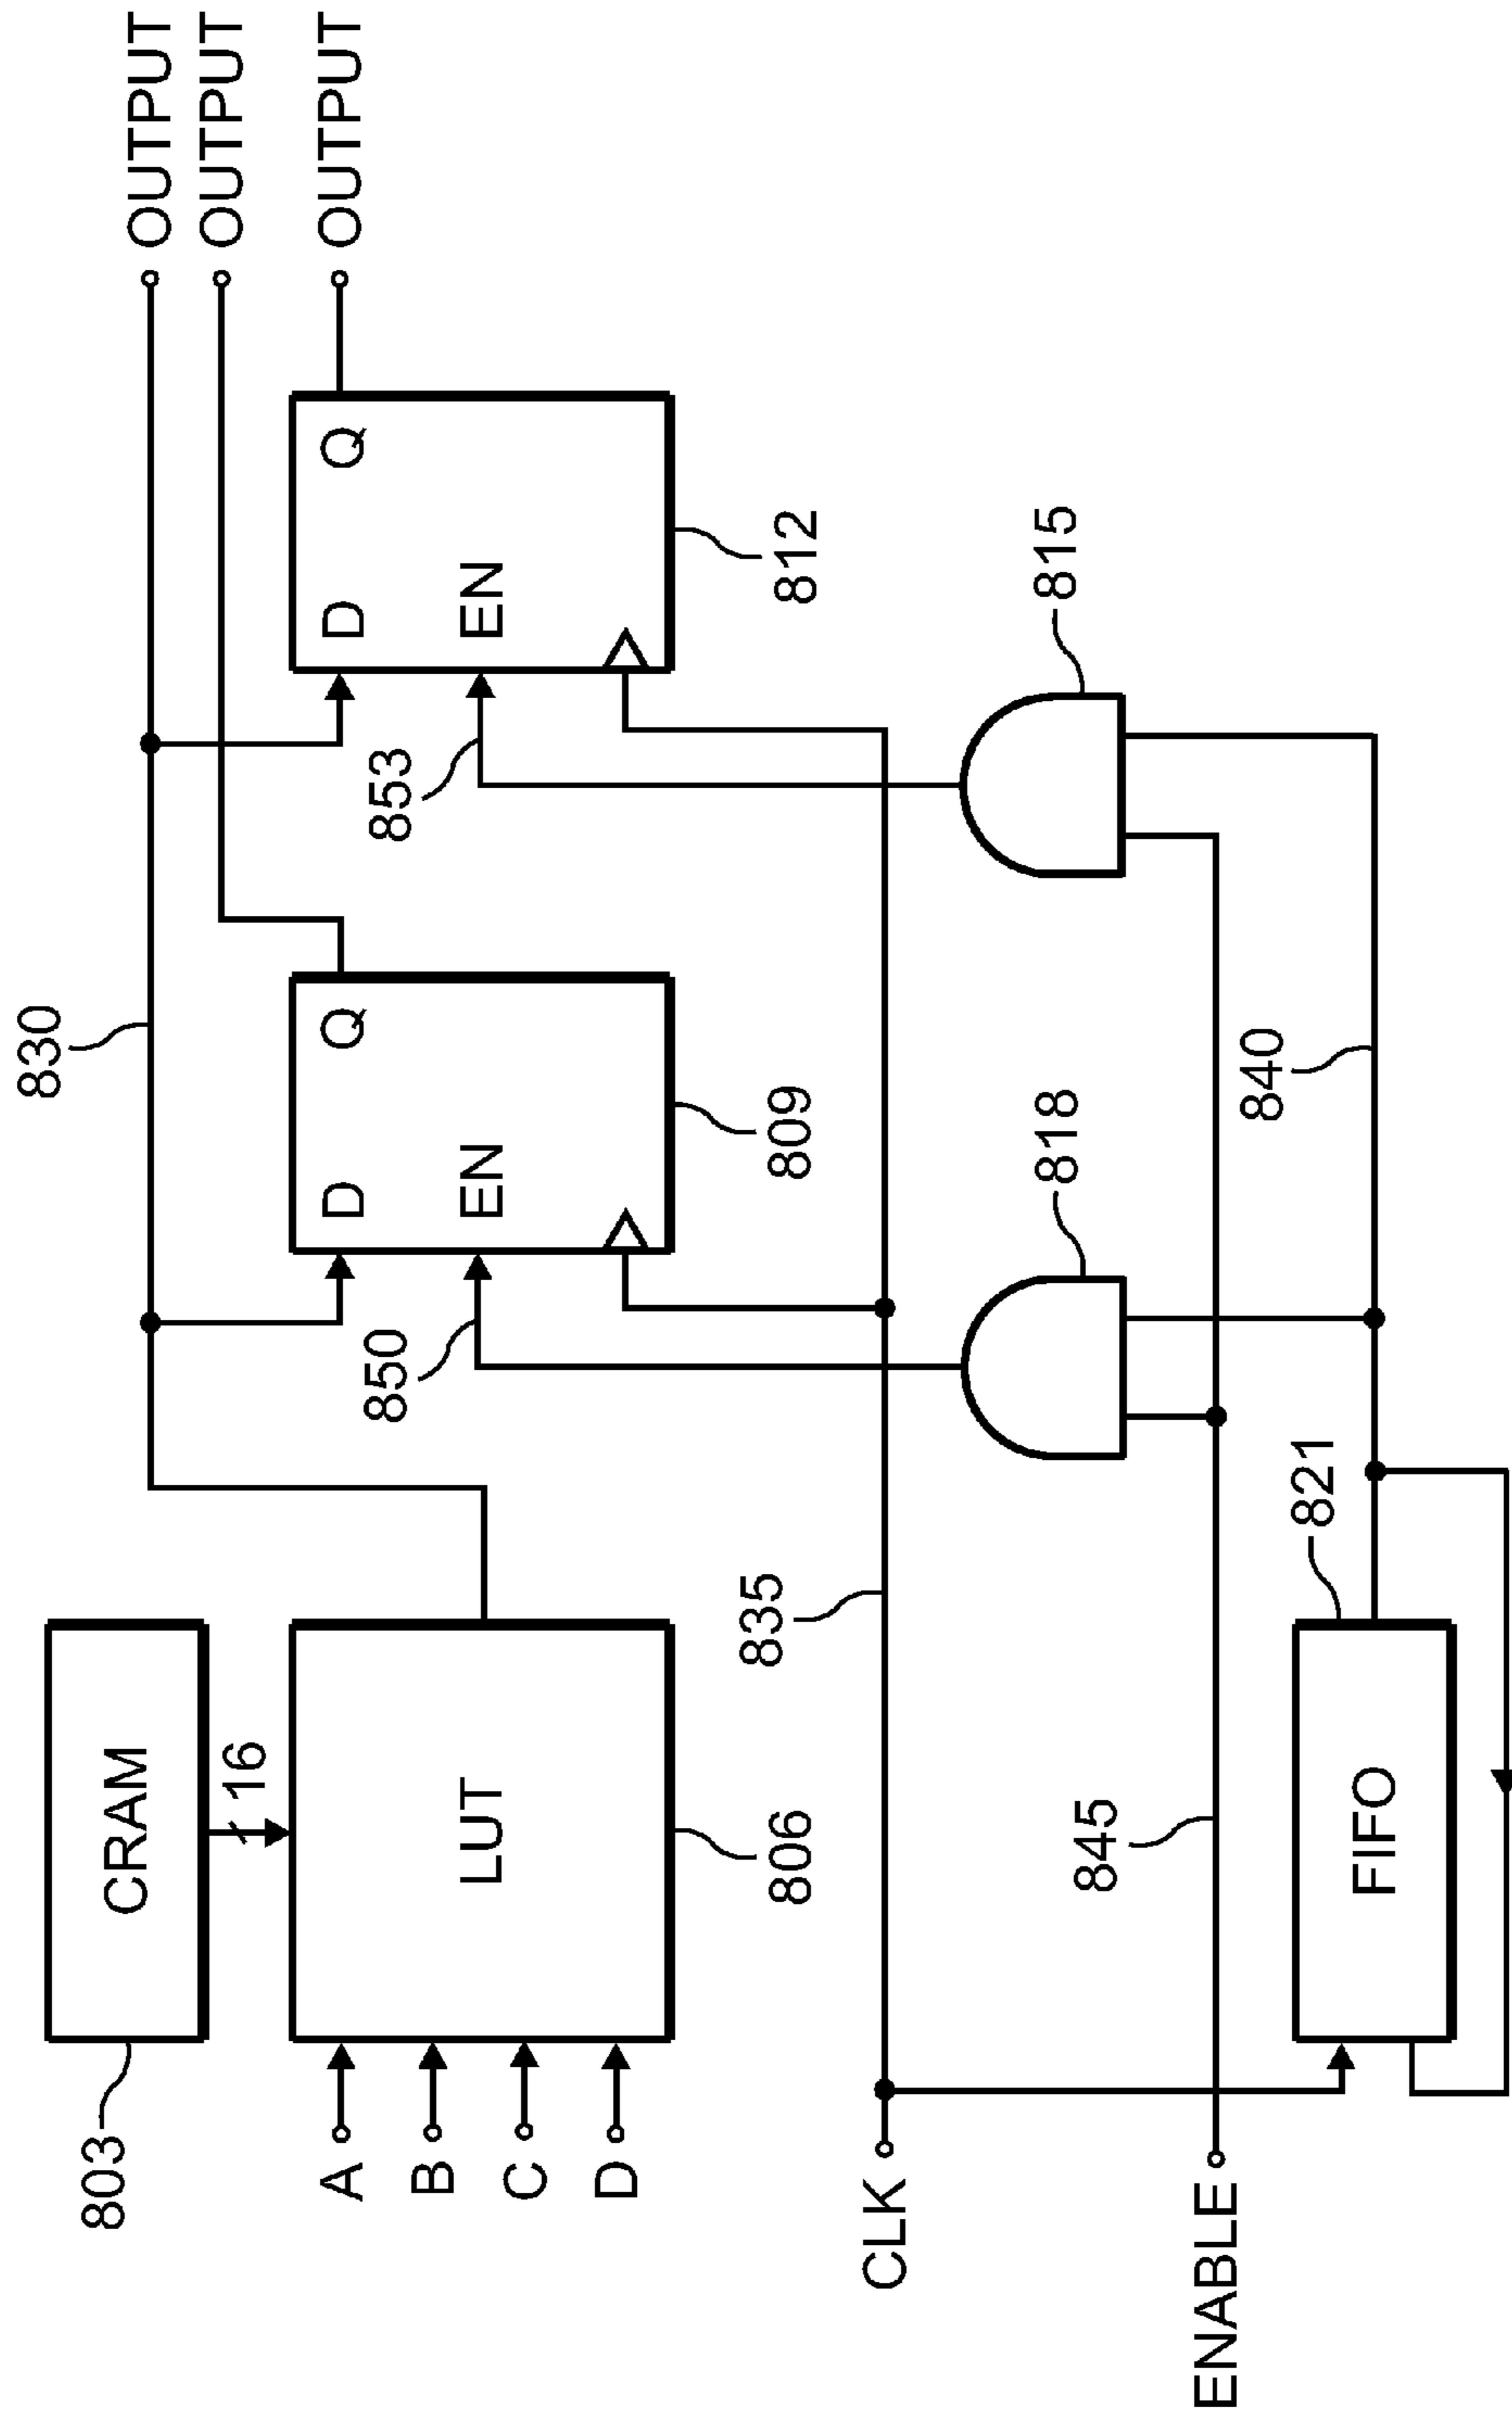 830
OUTPUT
OUTPUT
OUTPUT
803
CRAM
16
A
B
C
D
LUT
806
850
D
Q
EN
809
853
D
Q
EN
812
CLK
835
818
815
ENABLE
845
840
821
FIFO